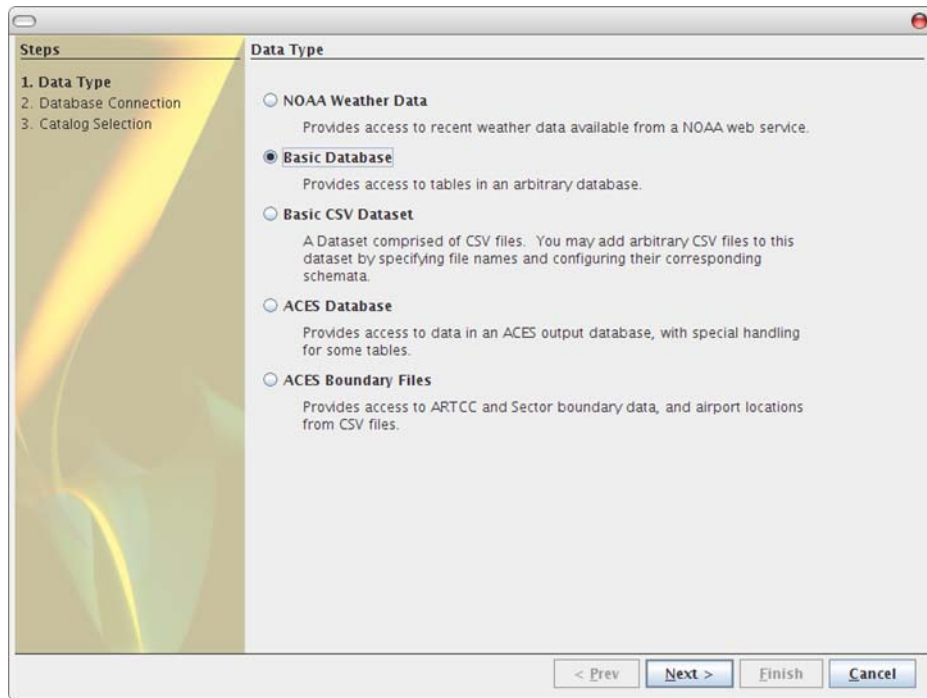 Steps
1. Data Type
2. Database Connection
3. Catalog Selection
Data Type
NOAA Weather Data
Provides access to recent weather data available from a NOAA web service.
Basic Database
Provides access to tables in an arbitrary database.
Basic CSV Dataset
A Dataset comprised of CSV files. You may add arbitrary CSV files to this
dataset by specifying file names and configuring their corresponding
schemata.
ACES Database
Provides access to data in an ACES output database, with special handling
for some tables.
ACES Boundary Files
Provides access to ARTCC and Sector boundary data, and airport locations
from CSV files.
< Prev
Next >
Finish
Cancel